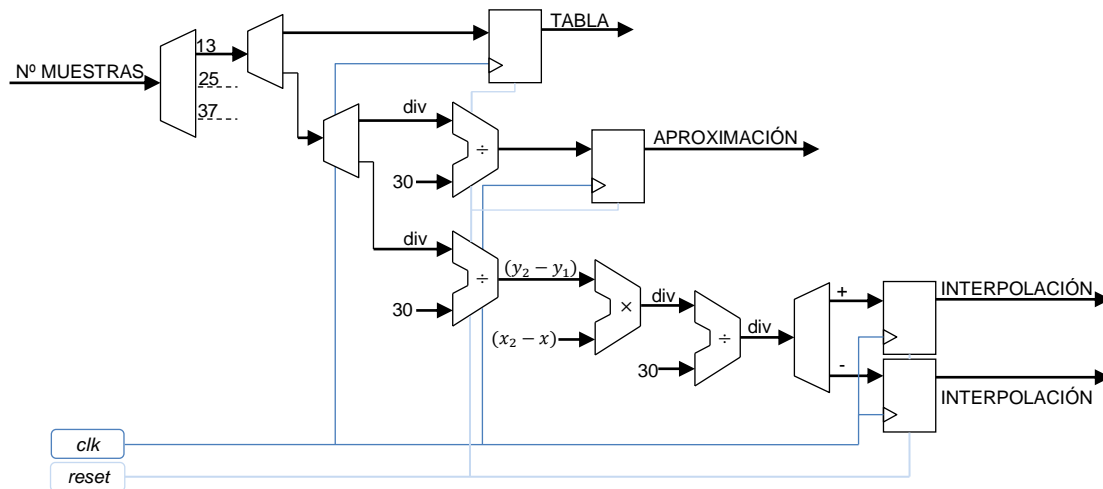 TABLA
Nº MUESTRAS
13
25
37
div
÷
30
APROXIMACIÓN
div
÷
30
(y₂ − y₁)
(x₂ − x)
×
div
÷
30
div
+
-
INTERPOLACIÓN
INTERPOLACIÓN
clk
reset